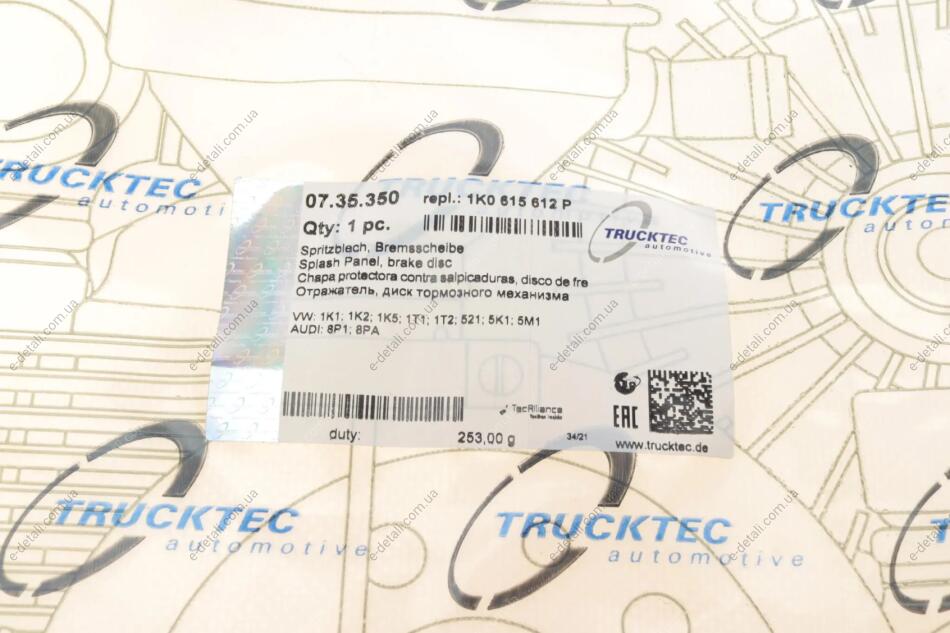 07.35.350 repl.: 1K0 615 612 P
Qty: 1 pc.
TRUCKTEC
automotive
Spritzblech, Bremsscheibe
Splash Panel, brake disc
Chapa protectora contra salpicaduras, disco de fre
Отражатель, диск тормозного механизма
VW: 1K1; 1K2; 1K5; 1T1; 1T2; 521; 5K1; 5M1
AUDI: 8P1; 8PA
TecAlliance
EAC
duty: 253,00 g 34/21
www.trucktec.de
TRUCKTEC
automoti
TRUCKTEC
automotive
TRUCKTEC
automotive
e-detali.com.ua